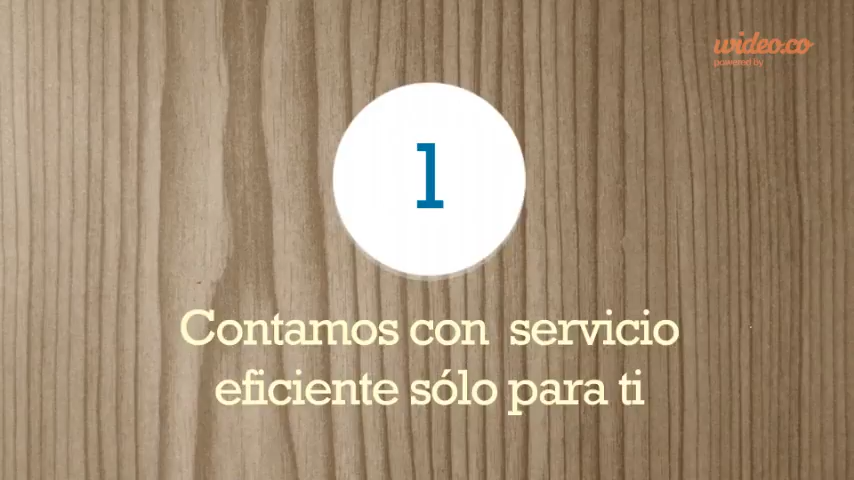 wideo.co
powered by
1
Contamos con servicio
eficiente sólo para ti